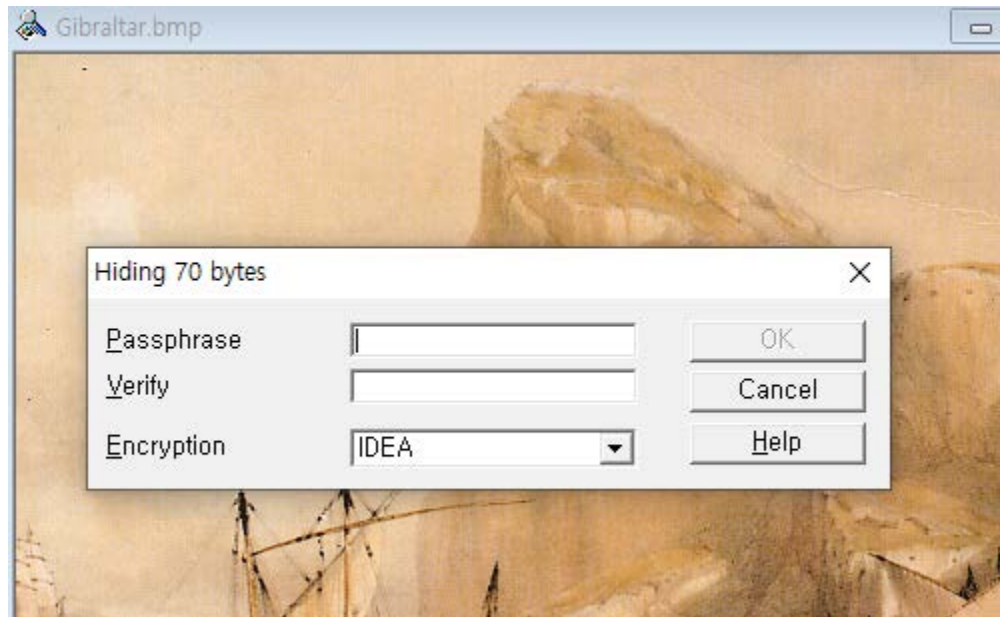 Gibraltar.bmp
Hiding 70 bytes
Passphrase
OK
Verify
Cancel
Encryption
IDEA
Help